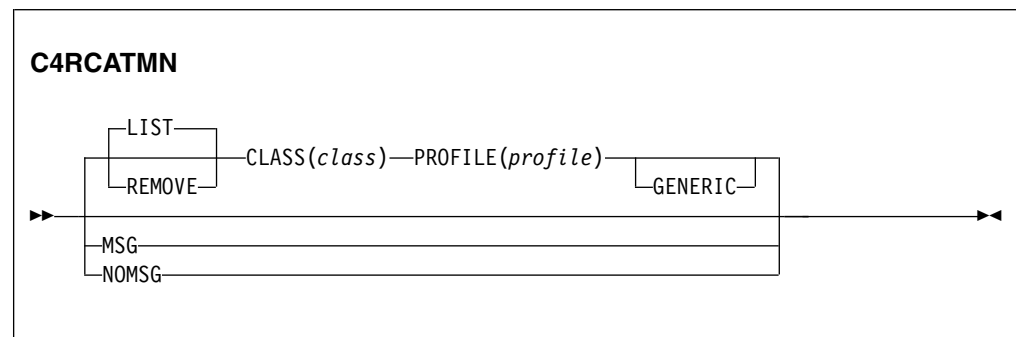 C4RCATMN
LIST
CLASS(class) PROFILE(profile)
REMOVE GENERIC
MSG
NOMSG